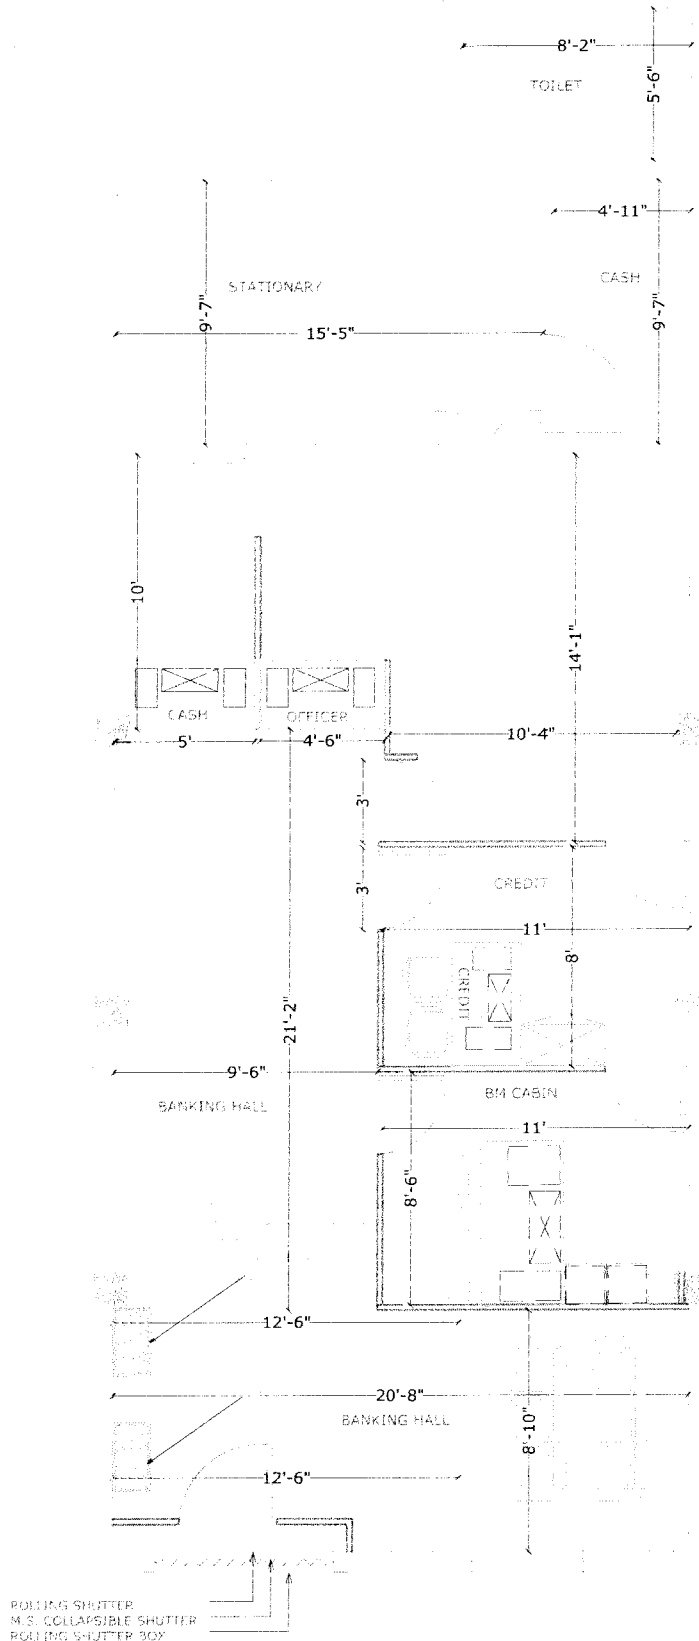 8'-2"
TOILET
5'-6"
4'-11"
CASH
STATIONARY
9'-7"
9'-7"
15'-5"
10'
14'-1"
CASH
OFFICER
5'
4'-6"
10'-4"
3'
3'
CREDIT
11'
8'
CREDIT
21'-2"
9'-6"
BANKING HALL
BM CABIN
11'
8'-6"
12'-6"
20'-8"
BANKING HALL
8'-10"
12'-6"
ROLLING SHUTTER
M.S. COLLAPSIBLE SHUTTER
ROLLING SHUTTER BOX